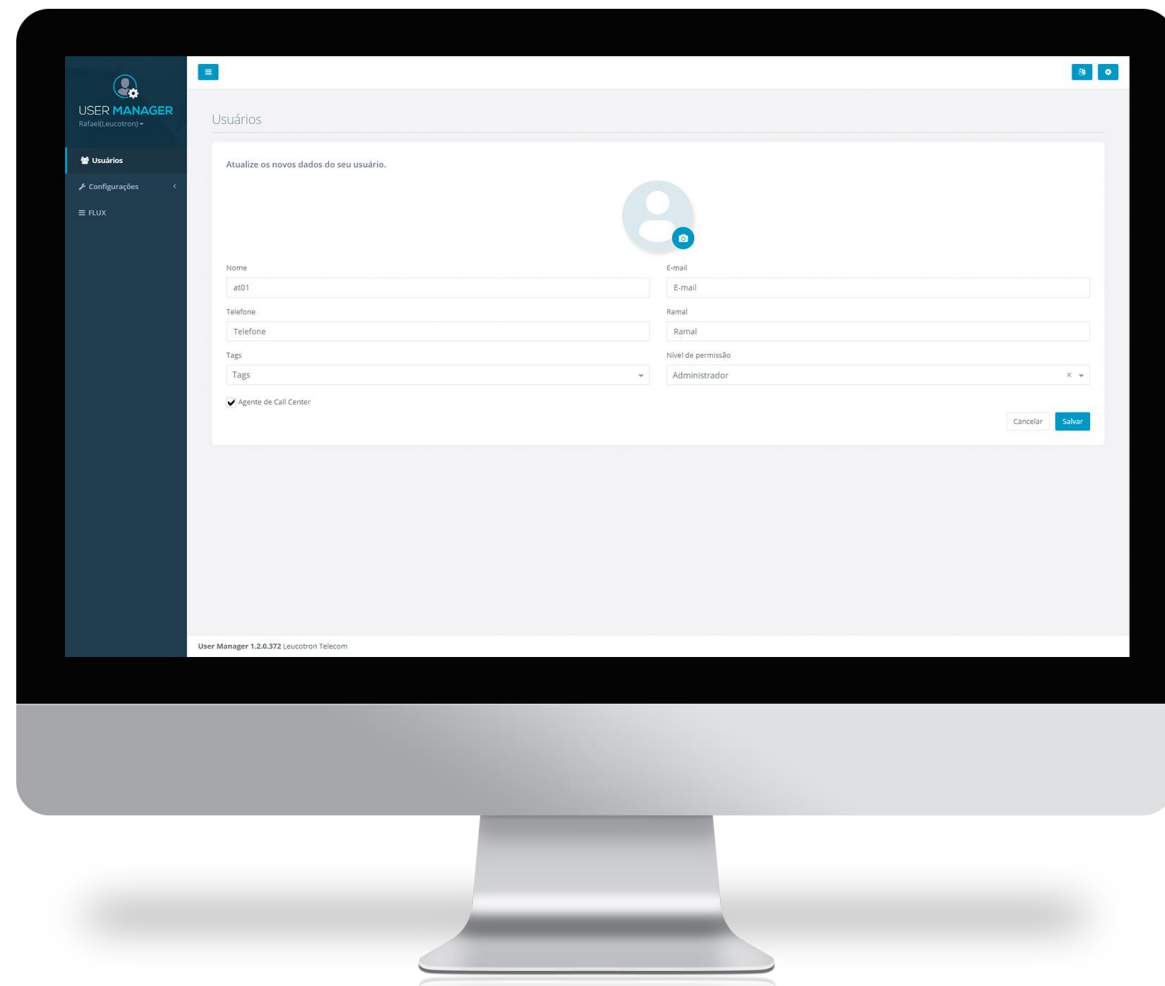 USER MANAGER
Rafael(Leucotron)
Usuários
Configurações
FLUX
Usuários
Atualize os novos dados do seu usuário.
Nome
E-mail
at01
E-mail
Telefone
Ramal
Telefone
Ramal
Tags
Nível de permissão
Tags
Administrador
Agente de Call Center
Cancelar
Salvar
User Manager 1.2.0.372 Leucotron Telecom